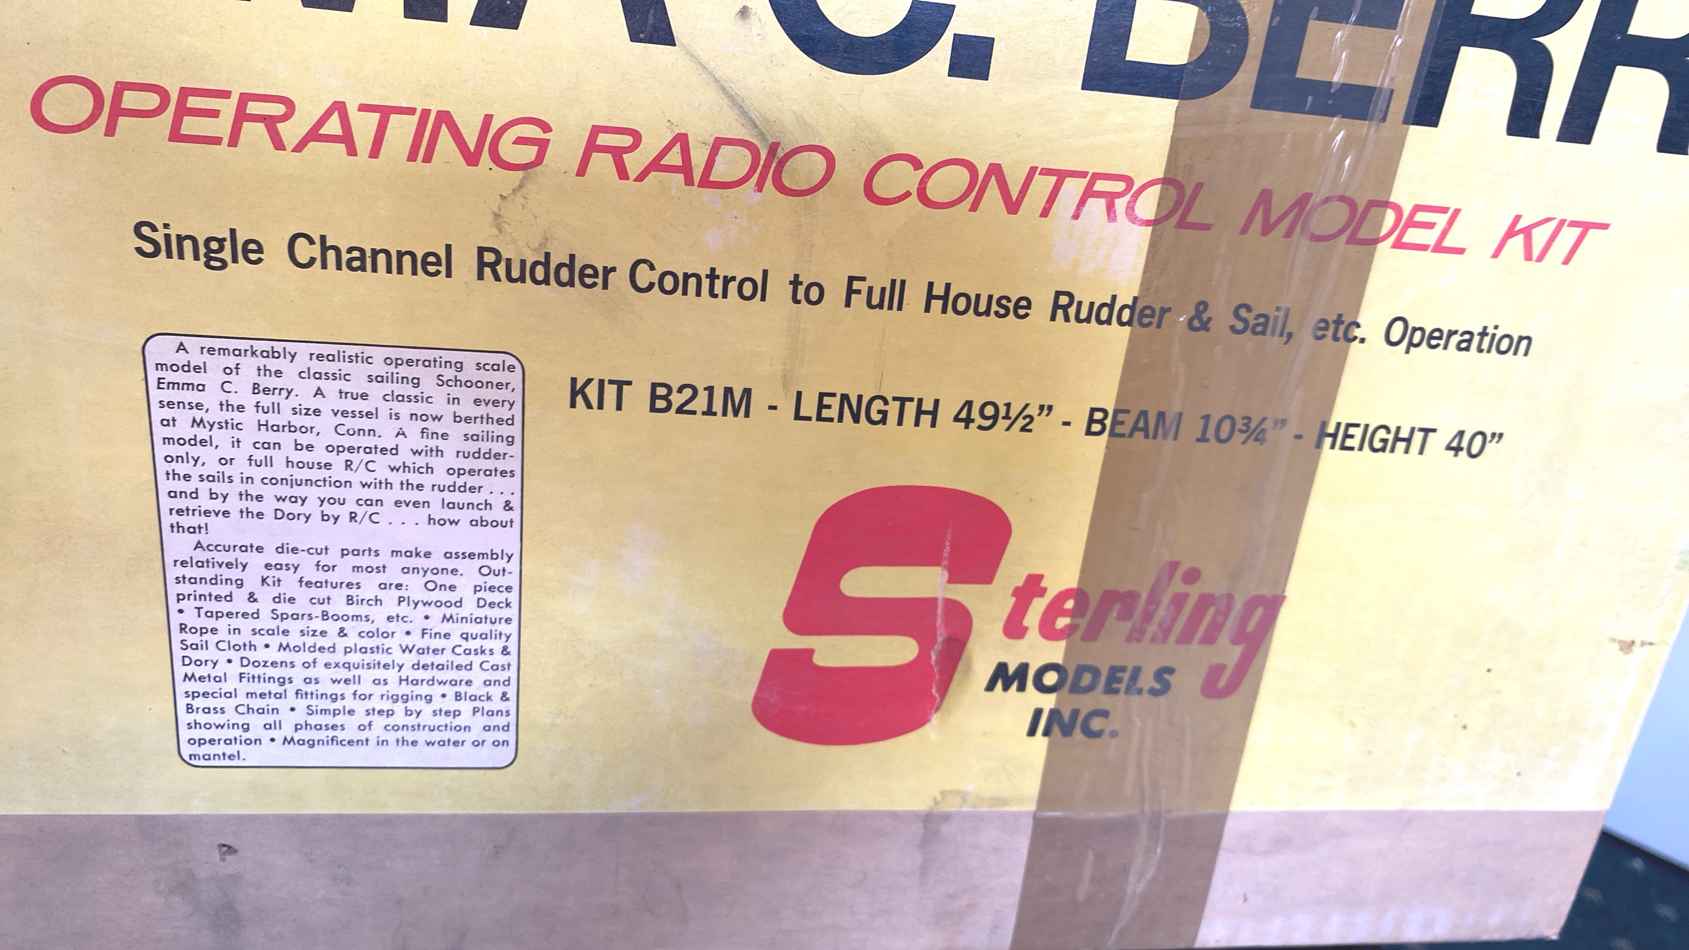 C. BERR
OPERATING RADIO CONTROL MODEL KIT
Single Channel Rudder Control to Full House Rudder & Sail, etc. Operation
KIT B21M - LENGTH 49½” - BEAM 10¾” - HEIGHT 40”
A remarkably realistic operating scale
model of the classic sailing Schooner,
Emma C. Berry. A true classic in every
sense, the full size vessel is now berthed
at Mystic Harbor, Conn. A fine sailing
model, it can be operated with rudder-
only, or full house R/C which operates
the sails in conjunction with the rudder . . .
and by the way you can even launch &
retrieve the Dory by R/C . . . how about
that!
Accurate die-cut parts make assembly
relatively easy for most anyone. Out-
standing Kit features are: One piece
printed & die cut Birch Plywood Deck
• Tapered Spars-Booms, etc. • Miniature
Rope in scale size & color • Fine quality
Sail Cloth • Molded plastic Water Casks &
Dory • Dozens of exquisitely detailed Cast
Metal Fittings as well as Hardware and
special metal fittings for rigging • Black &
Brass Chain • Simple step by step Plans
showing all phases of construction and
operation • Magnificent in the water or on
mantel.
Sterling
MODELS
INC.